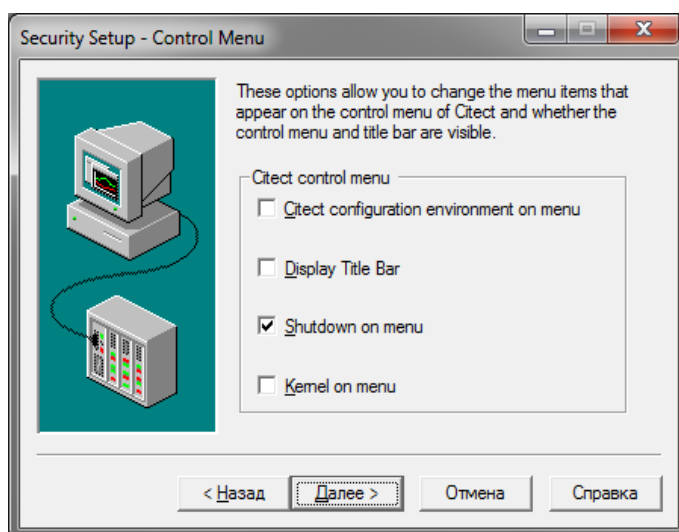 Security Setup - Control Menu
These options allow you to change the menu items that
appear on the control menu of Citect and whether the
control menu and title bar are visible.
Citect control menu
Citect configuration environment on menu
Display Title Bar
Shutdown on menu
Kernel on menu
< Назад
Далее >
Отмена
Справка